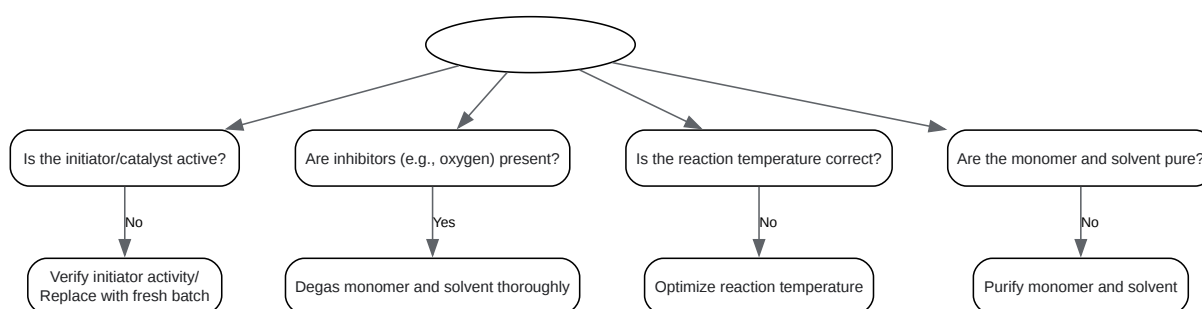 Is the initiator/catalyst active?
Are inhibitors (e.g., oxygen) present?
Is the reaction temperature correct?
Are the monomer and solvent pure?
No
Yes
No
No
Verify initiator activity/
Replace with fresh batch
Degas monomer and solvent thoroughly
Optimize reaction temperature
Purify monomer and solvent